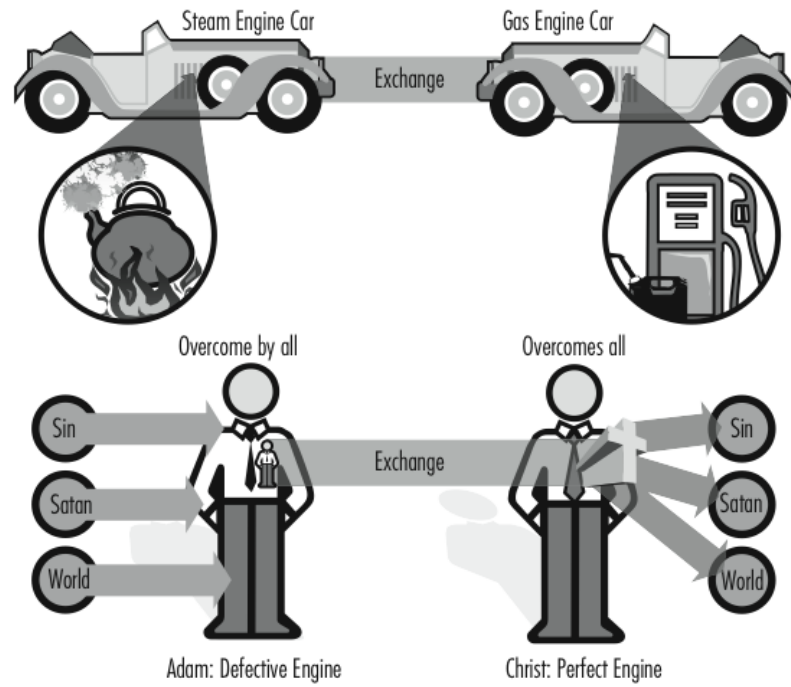 Steam Engine Car
Gas Engine Car
Exchange
Overcome by all
Overcomes all
Sin
Sin
Exchange
Satan
Satan
World
World
Adam: Defective Engine
Christ: Perfect Engine